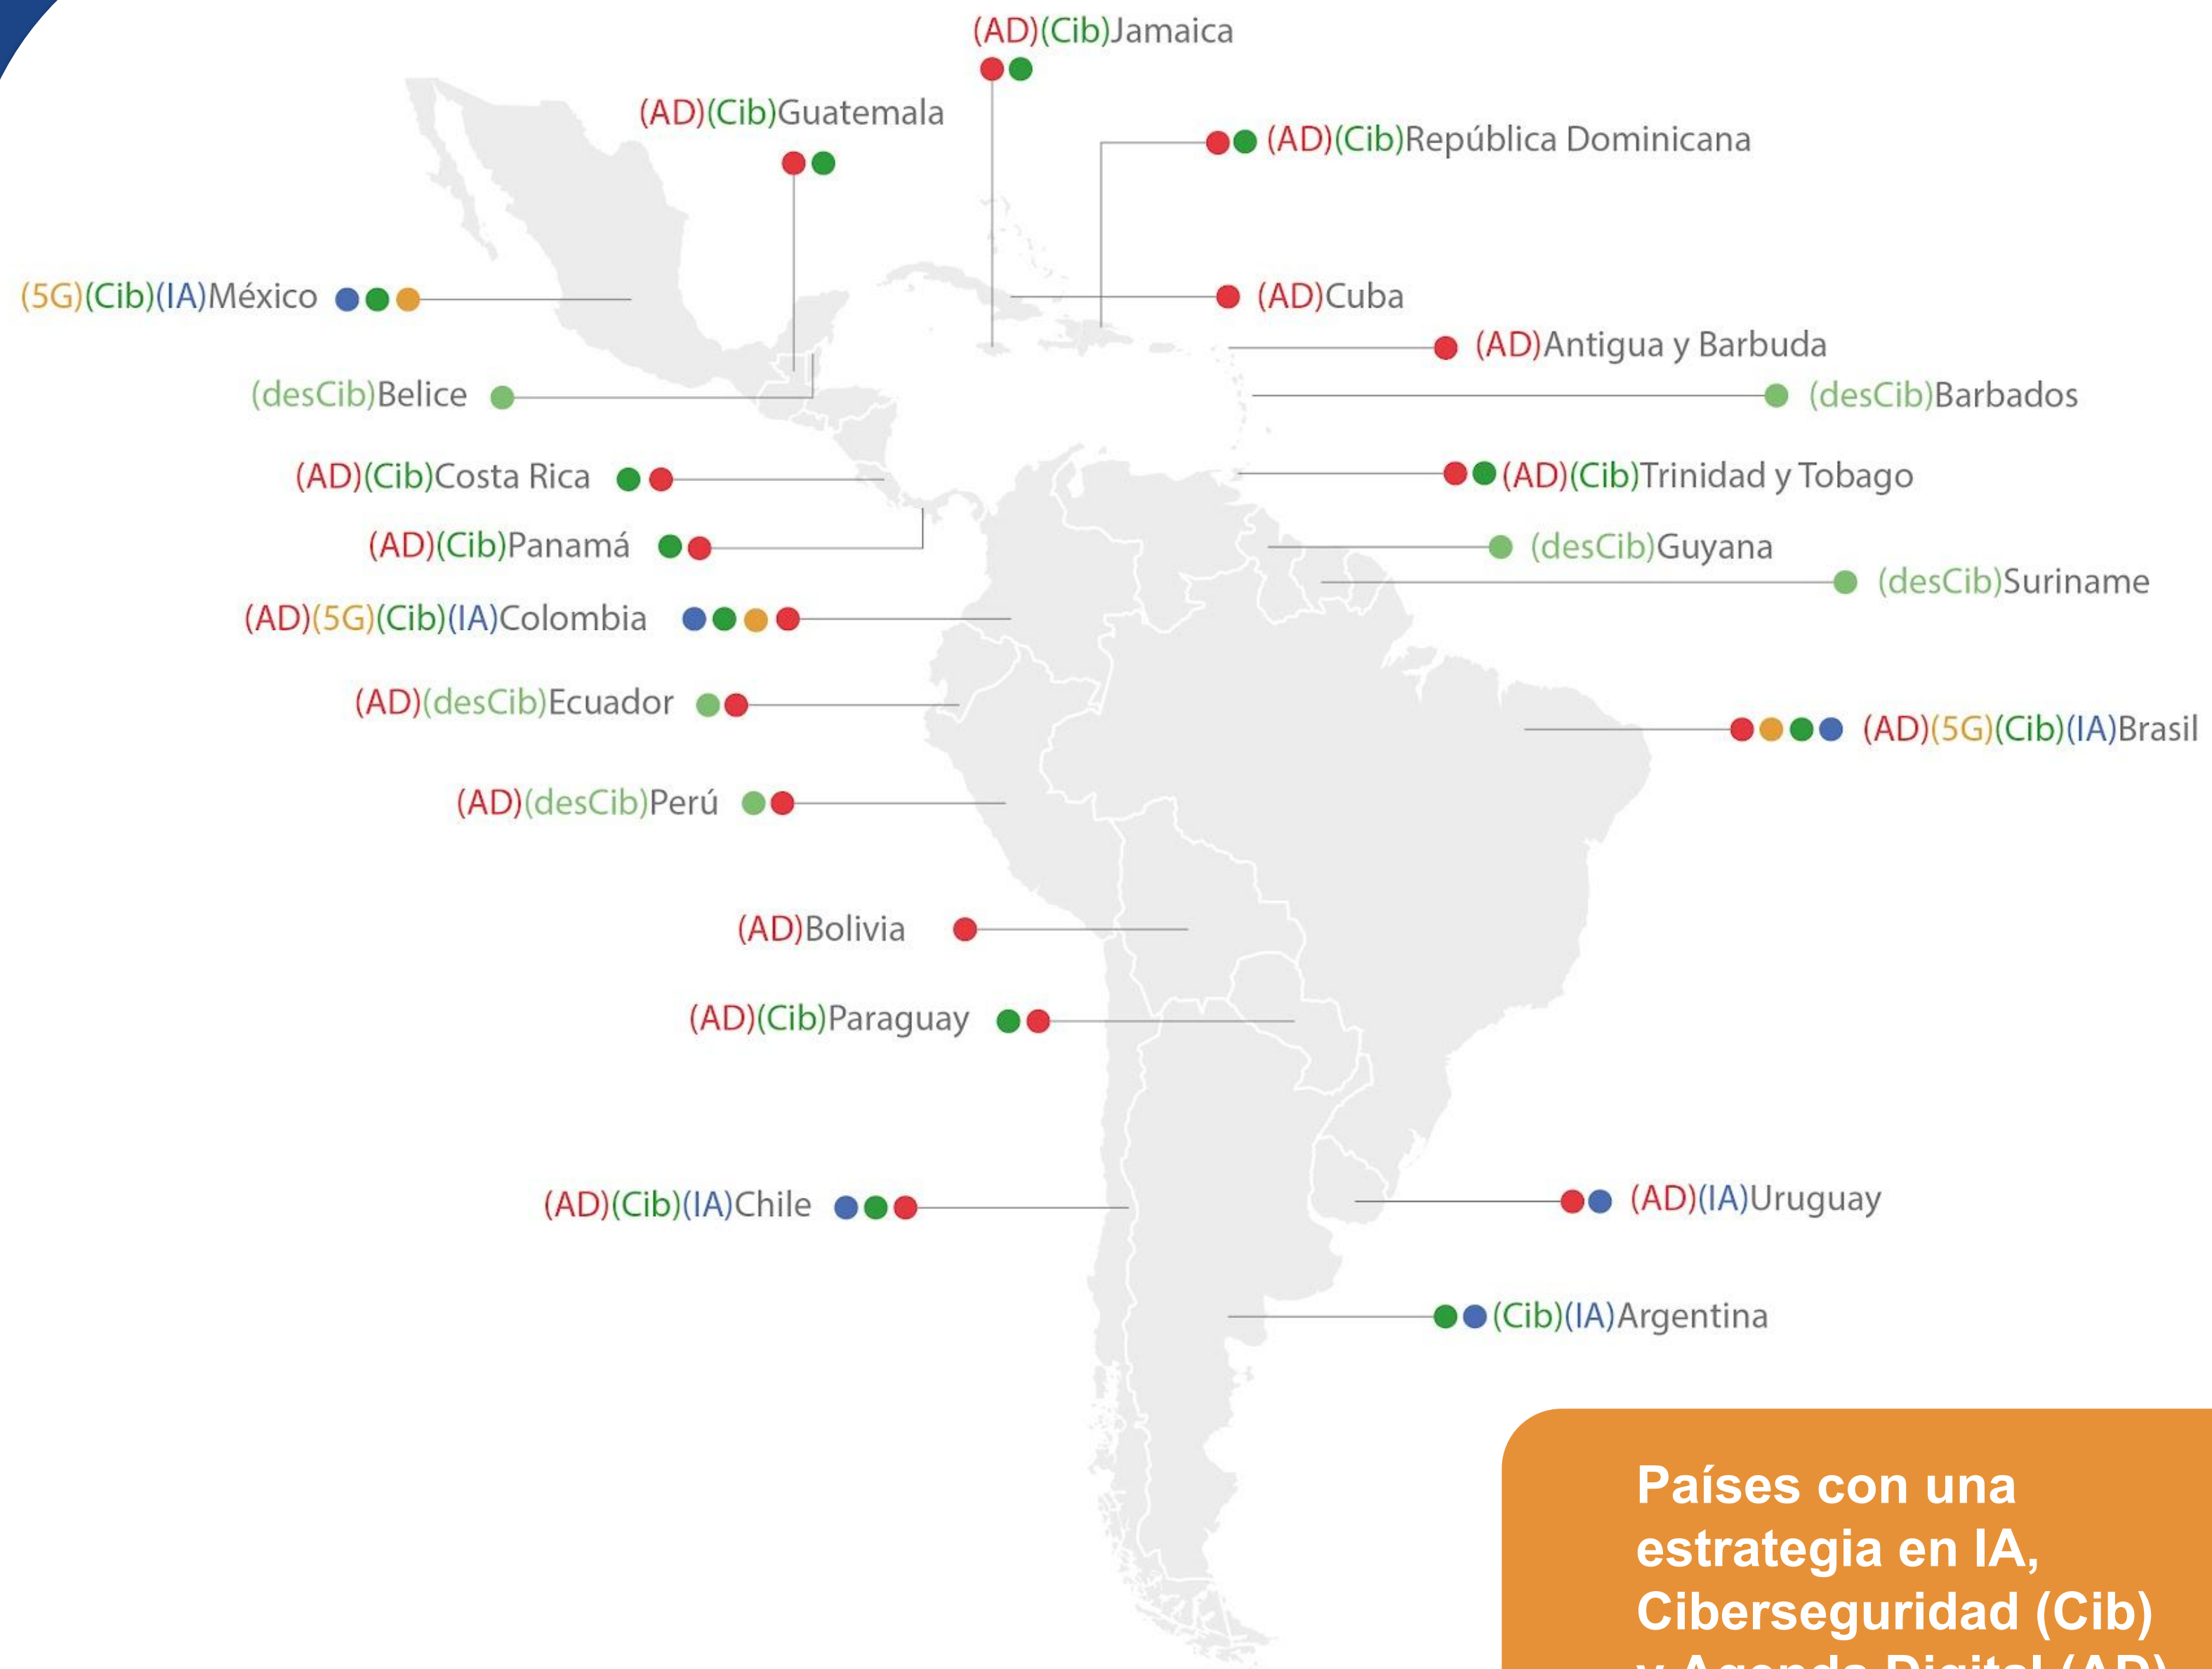 (AD)(Cib)Jamaica
(AD)(Cib)Guatemala
(AD)(Cib)República Dominicana
(5G)(Cib)(IA)México
(AD)Cuba
(AD)Antigua y Barbuda
(desCib)Belice
(desCib)Barbados
(AD)(Cib)Costa Rica
(AD)(Cib)Trinidad y Tobago
(AD)(Cib)Panamá
(desCib)Guyana
(desCib)Suriname
(AD)(5G)(Cib)(IA)Colombia
(AD)(desCib)Ecuador
(AD)(5G)(Cib)(IA)Brasil
(AD)(desCib)Perú
(AD)Bolivia
(AD)(Cib)Paraguay
(AD)(Cib)(IA)Chile
(AD)(IA)Uruguay
(Cib)(IA)Argentina
Países con una
estrategia en IA,
Ciberseguridad (Cib)
y Agenda Digital (AD)